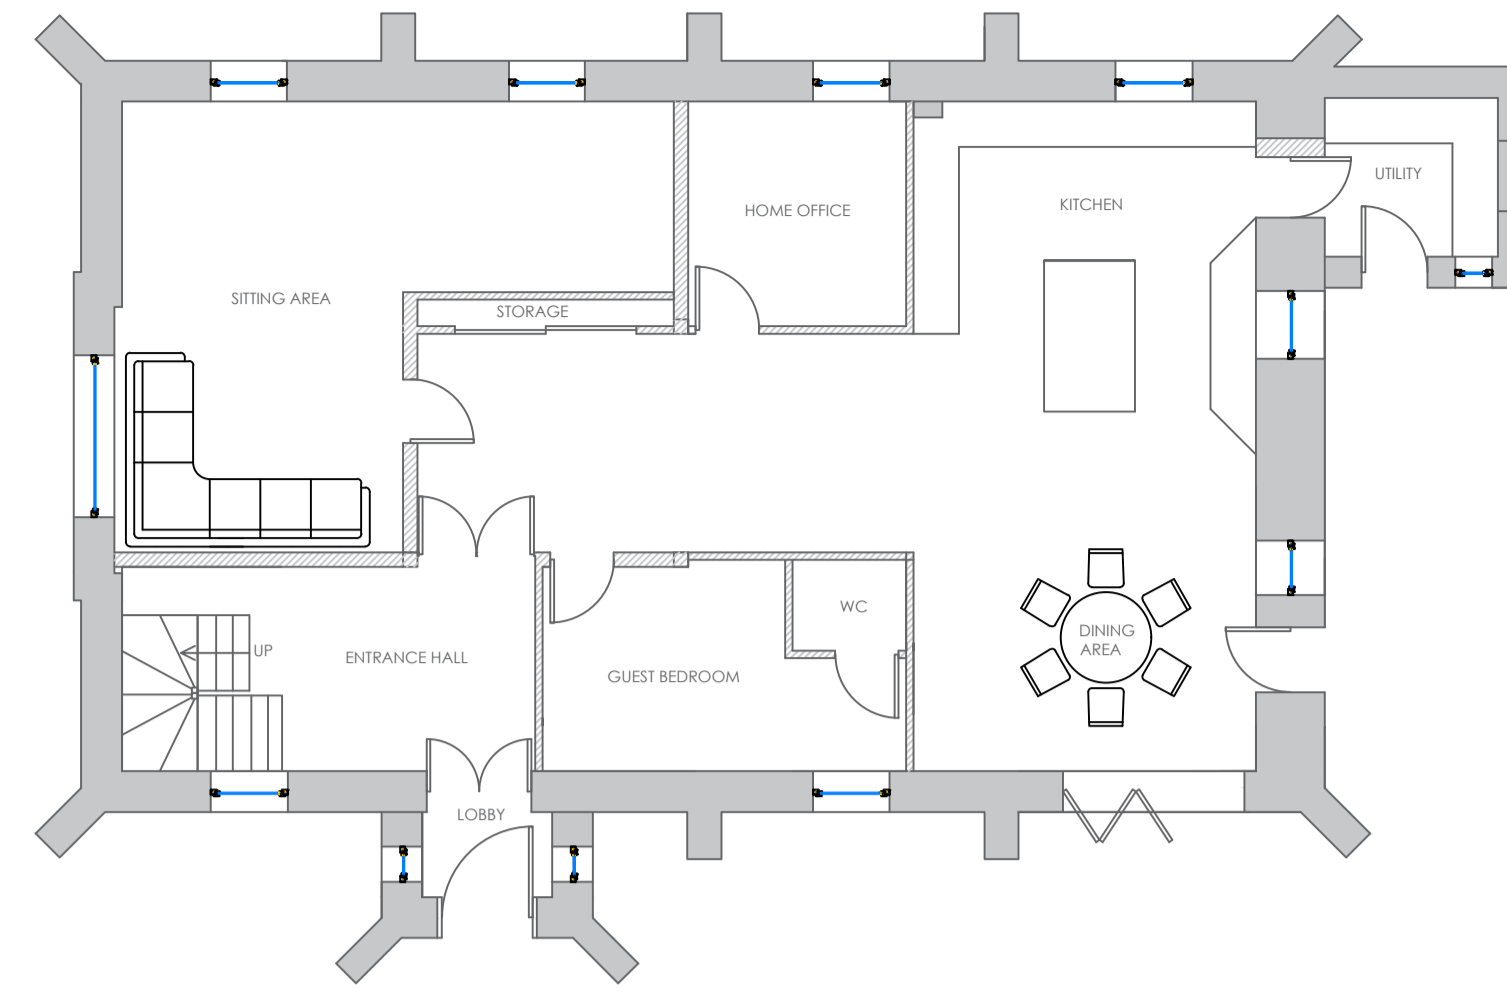 UTILITY
KITCHEN
HOME OFFICE
SITTING AREA
STORAGE
WC
DINING
AREA
UP
ENTRANCE HALL
GUEST BEDROOM
LOBBY